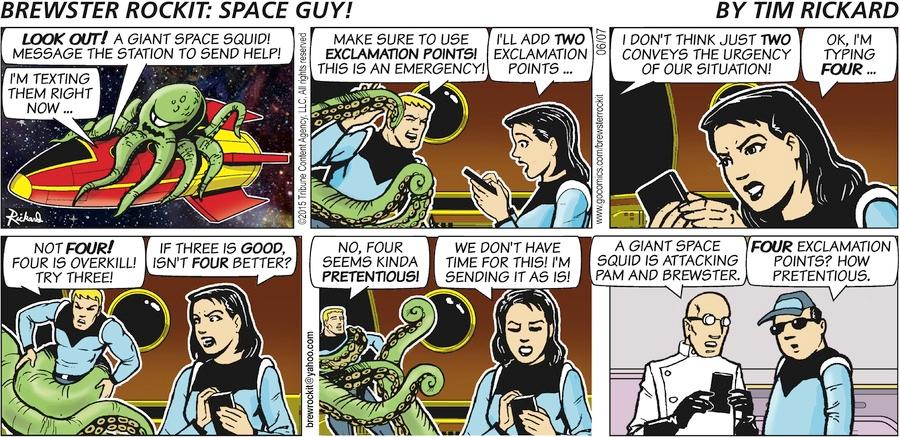 BREWSTER ROCKIT: SPACE GUY!
BY TIM RICKARD
LOOK OUT! A GIANT SPACE SQUID!
MESSAGE THE STATION TO SEND HELP!
I'M TEXTING
THEM RIGHT
NOW ...
Rickard
©2015 Tribune Content Agency, LLC. All rights reserved
MAKE SURE TO USE
EXCLAMATION POINTS!
THIS IS AN EMERGENCY!
I'LL ADD TWO
EXCLAMATION
POINTS ...
06/07
www.gocomics.com/brewsterrockit
I DON'T THINK JUST TWO
CONVEYS THE URGENCY
OF OUR SITUATION!
OK, I'M
TYPING
FOUR ...
NOT FOUR!
FOUR IS OVERKILL!
TRY THREE!
IF THREE IS GOOD,
ISN'T FOUR BETTER?
brewrockit@yahoo.com
NO, FOUR
SEEMS KINDA
PRETENTIOUS!
WE DON'T HAVE
TIME FOR THIS! I'M
SENDING IT AS IS!
A GIANT SPACE
SQUID IS ATTACKING
PAM AND BREWSTER.
FOUR EXCLAMATION
POINTS? HOW
PRETENTIOUS.